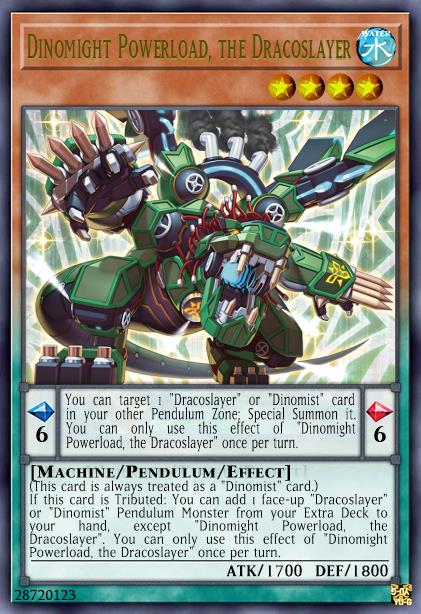 Dinomight Powerload, the Dracoslayer
WATER
水
You can target 1 "Dracoslayer" or "Dinomist" card
in your other Pendulum Zone; Special Summon it.
You can only use this effect of "Dinomight
Powerload, the Dracoslayer" once per turn.
6
6
[Machine/Pendulum/Effect]
(This card is always treated as a "Dinomist" card.)
If this card is Tributed: You can add 1 face-up "Dracoslayer"
or "Dinomist" Pendulum Monster from your Extra Deck to
your hand, except "Dinomight Powerload, the
Dracoslayer". You can only use this effect of "Dinomight
Powerload, the Dracoslayer" once per turn.
ATK/1700 DEF/1800
28720123